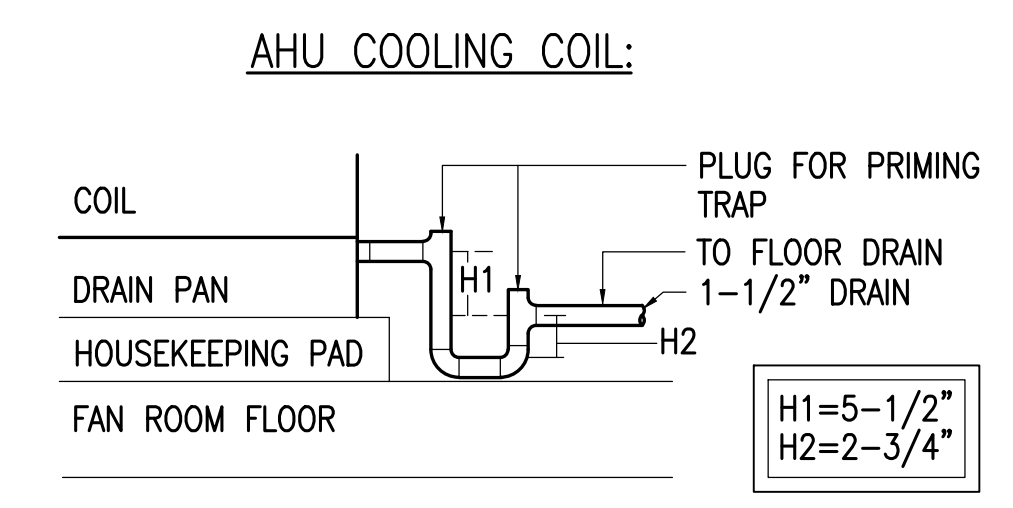 AHU COOLING COIL:
PLUG FOR PRIMING
TRAP
COIL
TO FLOOR DRAIN
H1
DRAIN PAN
1-1/2" DRAIN
H2
HOUSEKEEPING PAD
H1=5-1/2"
FAN ROOM FLOOR
H2=2-3/4"